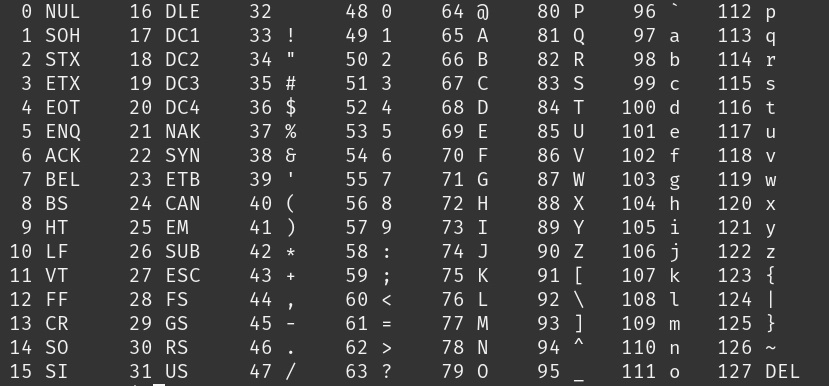 0 NUL 16 DLE 32 48 0 64 @ 80 P 96 ` 112 p
1 SOH 17 DC1 33 ! 49 1 65 A 81 Q 97 a 113 q
2 STX 18 DC2 34 " 50 2 66 B 82 R 98 b 114 r
3 ETX 19 DC3 35 # 51 3 67 C 83 S 99 c 115 s
4 EOT 20 DC4 36 $ 52 4 68 D 84 T 100 d 116 t
5 ENQ 21 NAK 37 % 53 5 69 E 85 U 101 e 117 u
6 ACK 22 SYN 38 & 54 6 70 F 86 V 102 f 118 v
7 BEL 23 ETB 39 ' 55 7 71 G 87 W 103 g 119 w
8 BS 24 CAN 40 ( 56 8 72 H 88 X 104 h 120 x
9 HT 25 EM 41 ) 57 9 73 I 89 Y 105 i 121 y
10 LF 26 SUB 42 * 58 : 74 J 90 Z 106 j 122 z
11 VT 27 ESC 43 + 59 ; 75 K 91 [ 107 k 123 {
12 FF 28 FS 44 , 60 < 76 L 92 \ 108 l 124 |
13 CR 29 GS 45 - 61 = 77 M 93 ] 109 m 125 }
14 SO 30 RS 46 . 62 > 78 N 94 ^ 110 n 126 ~
15 SI 31 US 47 / 63 ? 79 O 95 _ 111 o 127 DEL